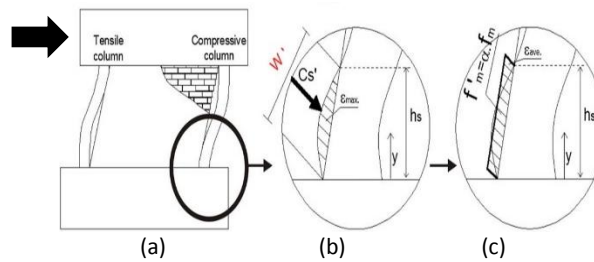 Tensile
column
Compressive
column
w'
Cs'
εmax.
hs
y
f'm=α.fm
εave.
hs
y
(a)
(b)
(c)